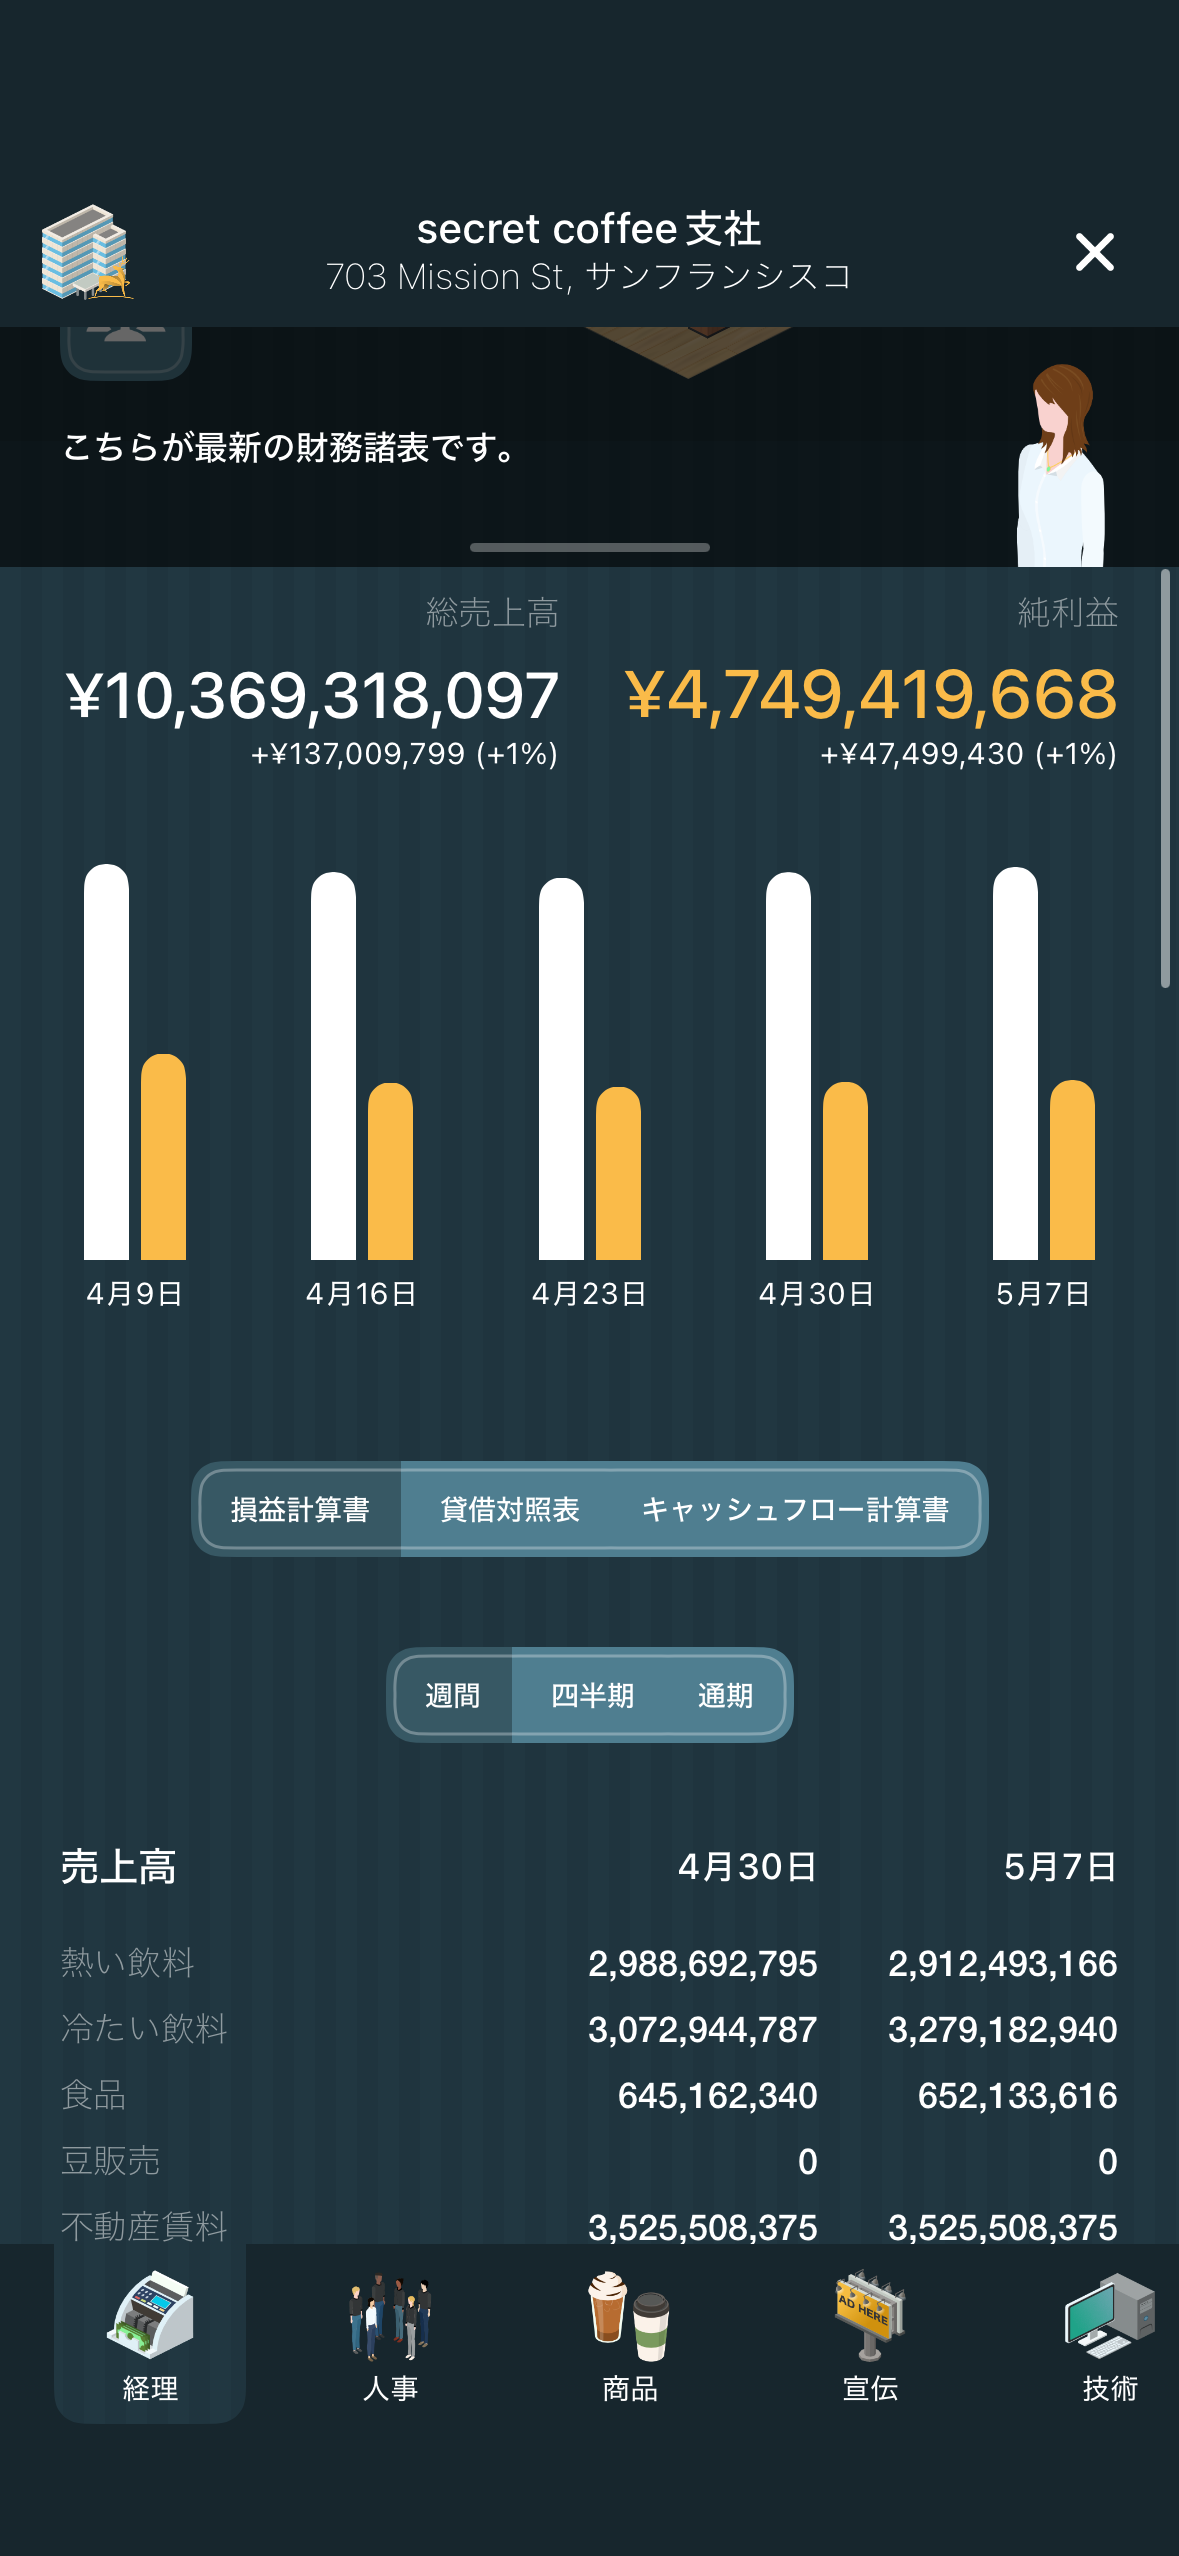 secret coffee支社
703 Mission St, サンフランシスコ
こちらが最新の財務諸表です。
総売上高 純利益
¥10,369,318,097 ¥4,749,419,668
+¥137,009,799 (+1%) +¥47,499,430 (+1%)
4月9日 4月16日 4月23日 4月30日 5月7日
損益計算書 貸借対照表 キャッシュフロー計算書
週間 四半期 通期
売上高 4月30日 5月7日
熱い飲料 2,988,692,795 2,912,493,166
冷たい飲料 3,072,944,787 3,279,182,940
食品 645,162,340 652,133,616
豆販売 0 0
不動産賃料 3,525,508,375 3,525,508,375
AD HERE
経理 人事 商品 宣伝 技術